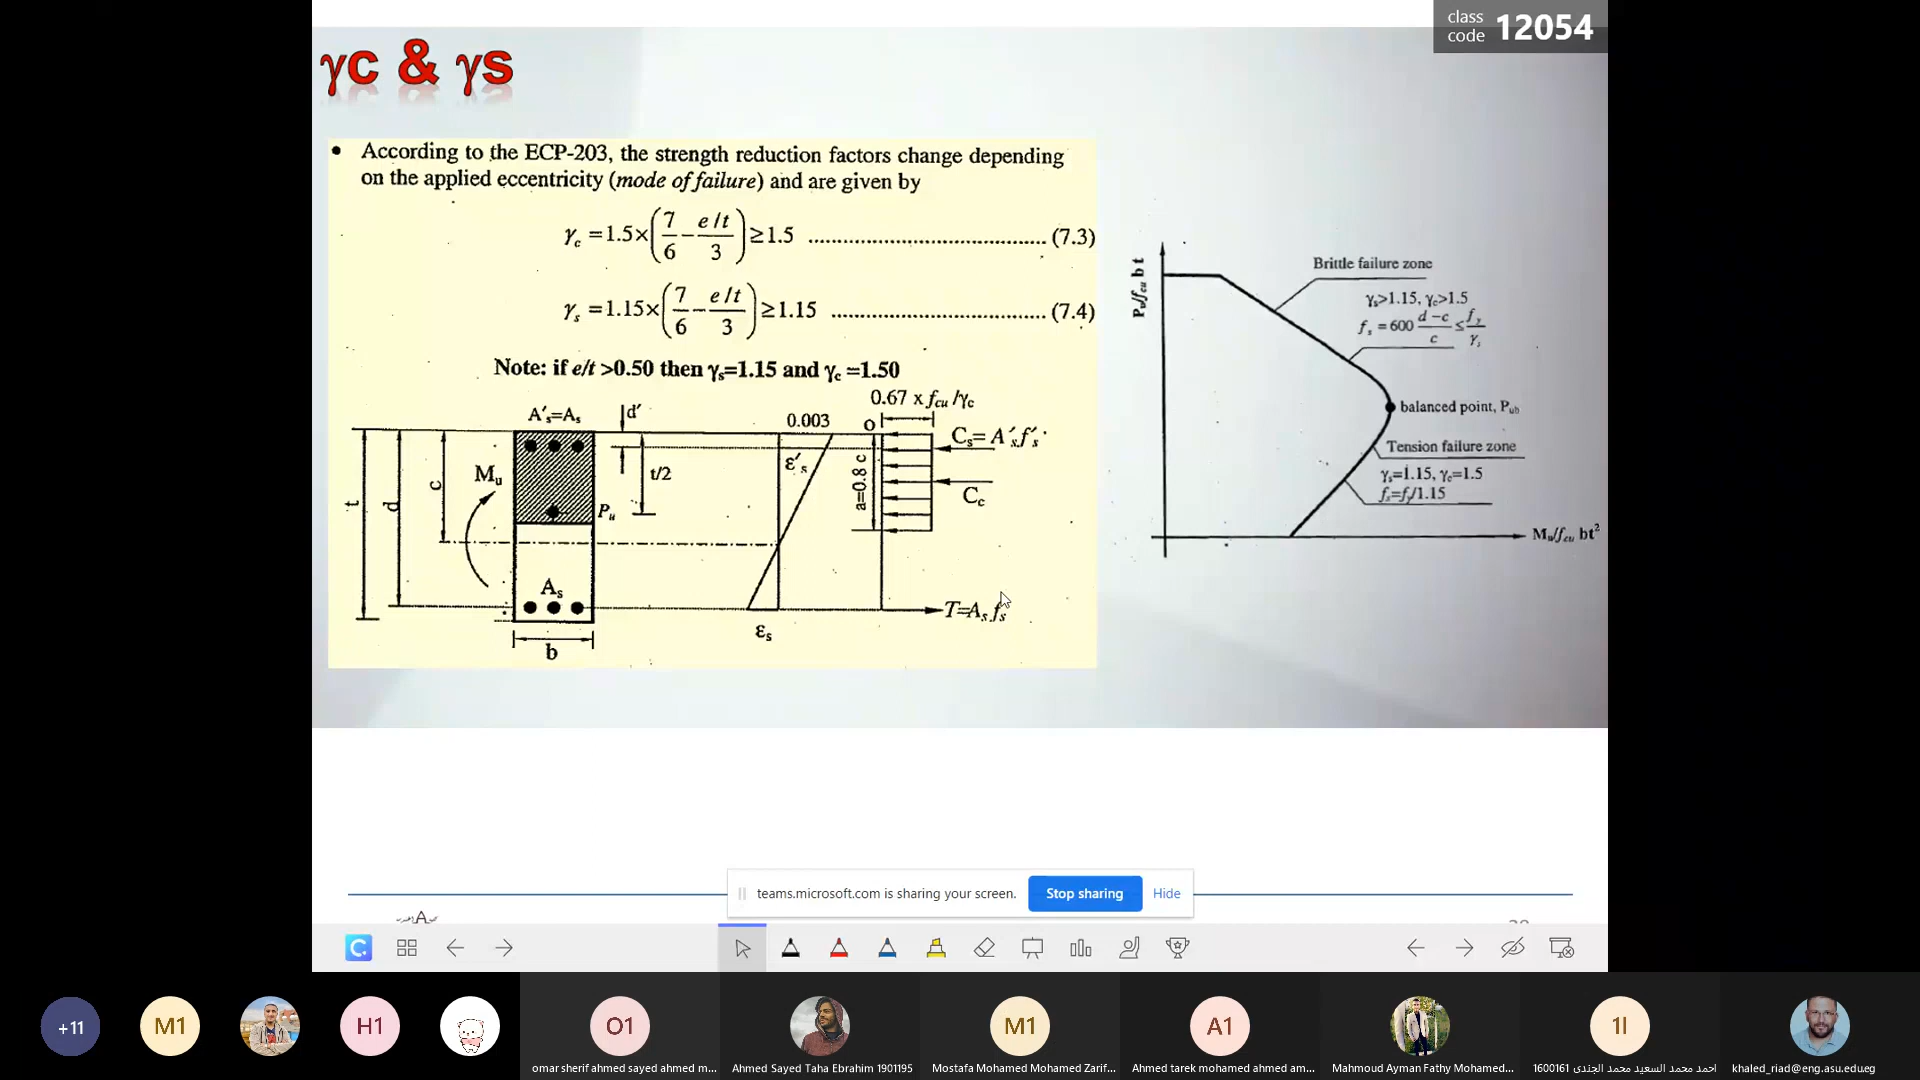 class
code 12054
γc & γs
• According to the ECP-203, the strength reduction factors change depending
on the applied eccentricity (mode of failure) and are given by
γc = 1.5×(7/6 − (e/t)/3) ≥ 1.5 ........................................ (7.3)
γs = 1.15×(7/6 − (e/t)/3) ≥ 1.15 ........................................ (7.4)
Note: if e/t >0.50 then γs=1.15 and γc =1.50
A's=As
d'
0.003
0.67 x fcu /γc
o
Cs= A's f's
ε's
t/2
a=0.8 c
Mu
c
d
t
Pu
Cc
As
T=As fs
εs
b
Pu/fcu b t
Brittle failure zone
γs>1.15, γc>1.5
fs = 600 (d−c)/c ≤ fy/γs
balanced point, Pub
Tension failure zone
γs=1.15, γc=1.5
fs=fy/1.15
Mu/fcu bt²
teams.microsoft.com is sharing your screen.
Stop sharing
Hide
C
+11
M1
H1
O1
M1
A1
1ا
omar sherif ahmed sayed ahmed m...
Ahmed Sayed Taha Ebrahim 1901195
Mostafa Mohamed Mohamed Zarif...
Ahmed tarek mohamed ahmed am...
Mahmoud Ayman Fathy Mohamed...
احمد محمد السعيد محمد الجندى 1600161
khaled_riad@eng.asu.edu.eg